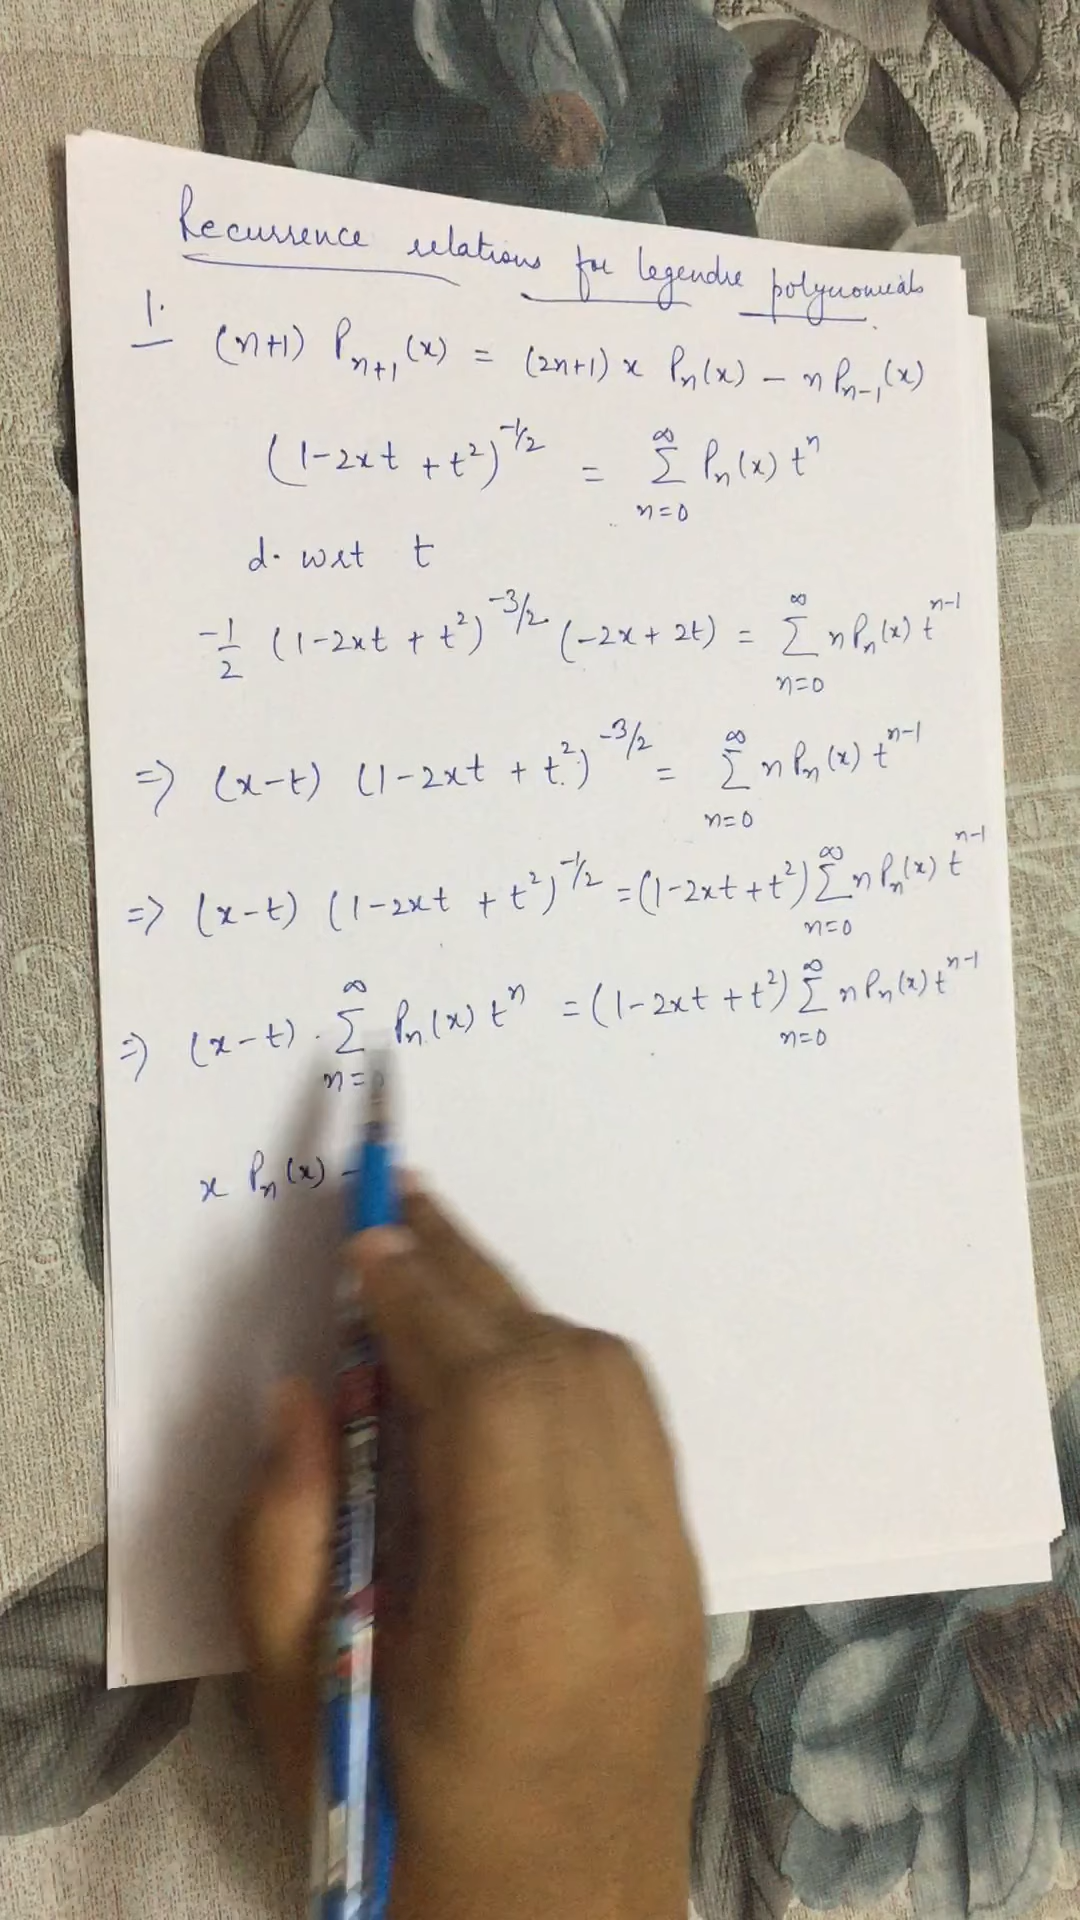 Recurrence relations for legendre polynomials
1. (n+1) Pₙ₊₁(x) = (2n+1) x Pₙ(x) - n Pₙ₋₁(x)
(1-2xt + t²)^{-1/2} = ∑_{n=0}^{∞} Pₙ(x) tⁿ
d. wrt t
-1/2 (1-2xt + t²)^{-3/2} (-2x + 2t) = ∑_{n=0}^{∞} n Pₙ(x) t^{n-1}
=> (x-t) (1-2xt + t²)^{-3/2} = ∑_{n=0}^{∞} n Pₙ(x) t^{n-1}
=> (x-t) (1-2xt + t²)^{-1/2} = (1-2xt + t²) ∑_{n=0}^{∞} n Pₙ(x) t^{n-1}
=> (x-t) · ∑_{n=0}^{∞} Pₙ(x) tⁿ = (1-2xt + t²) ∑_{n=0}^{∞} n Pₙ(x) t^{n-1}
x Pₙ(x) -